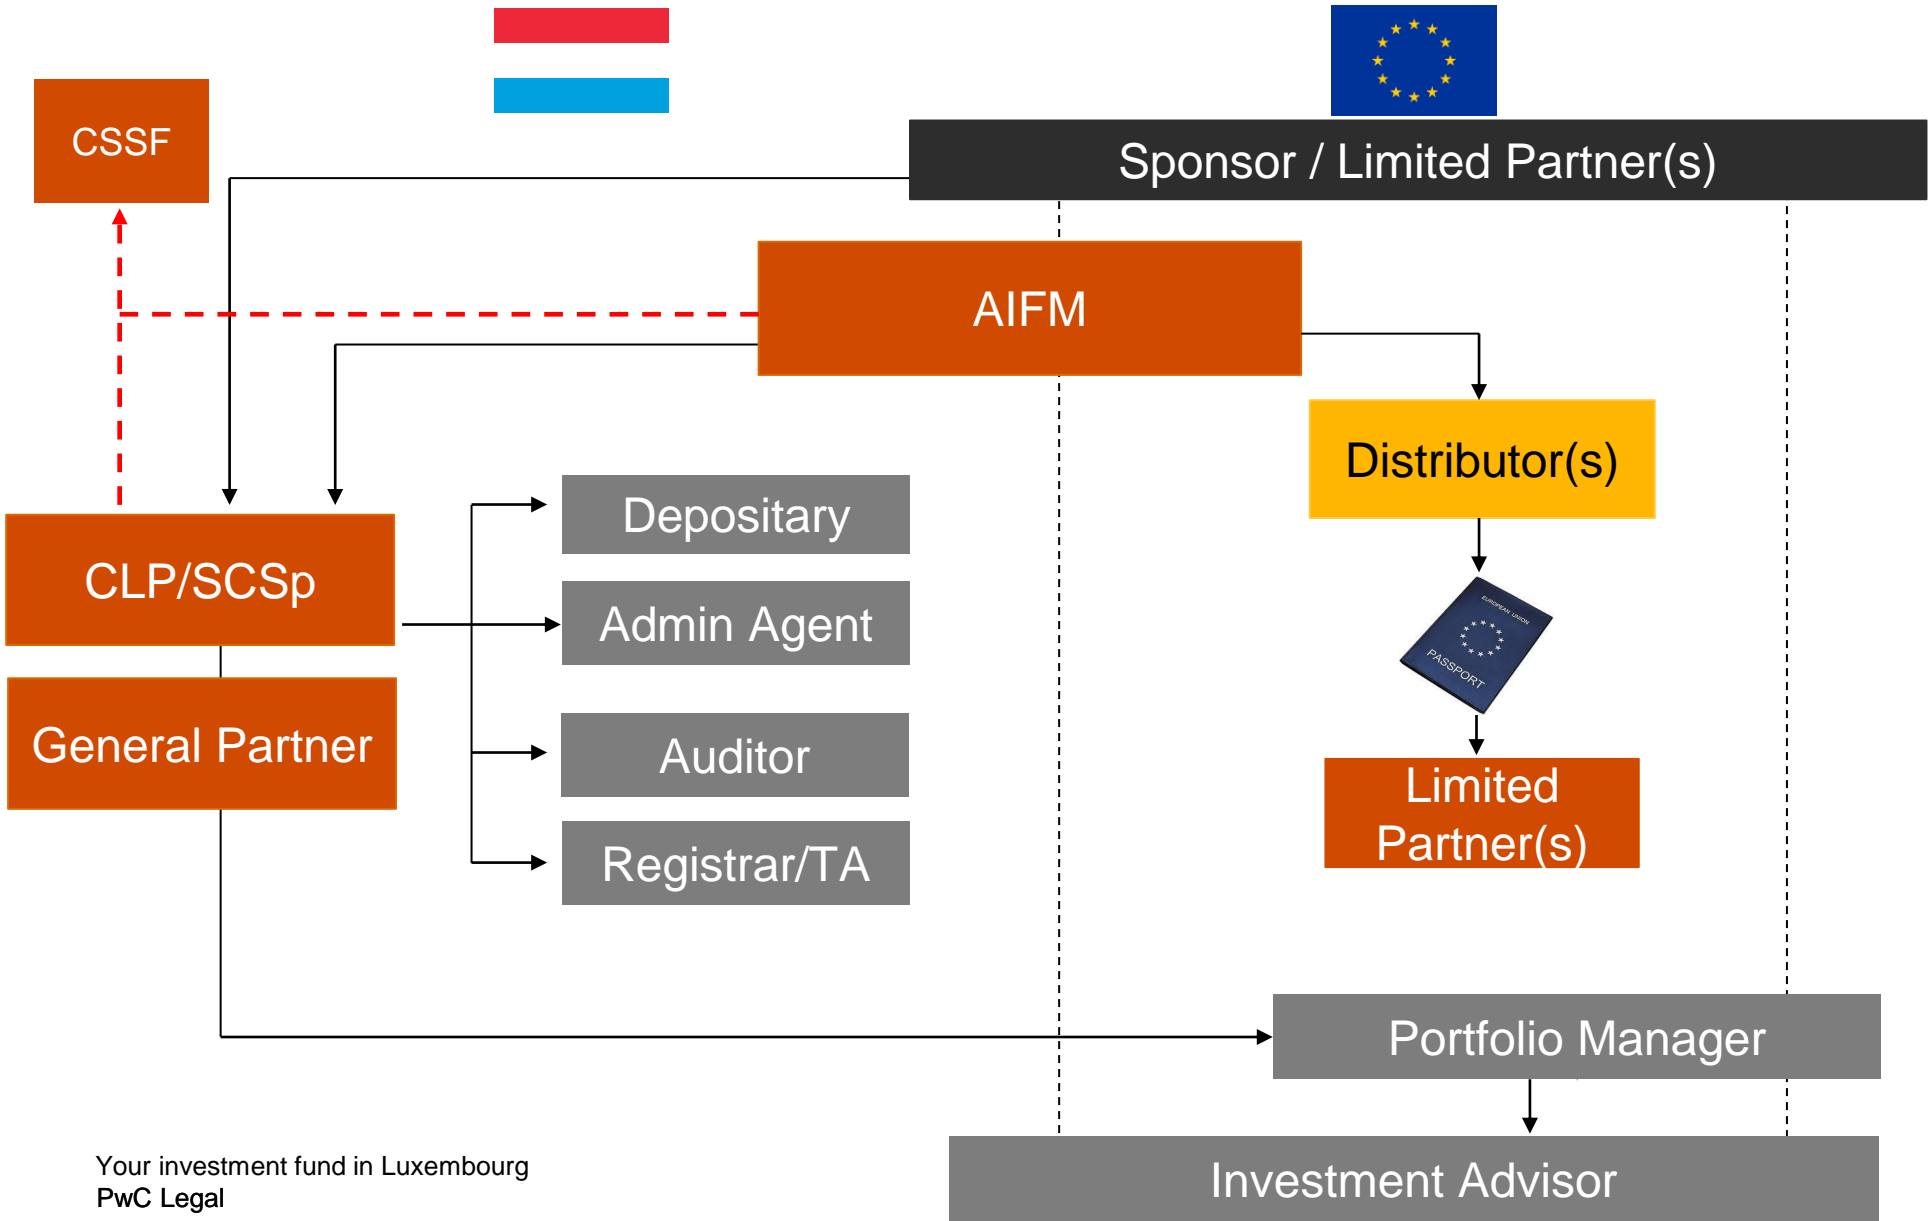 CSSF
Sponsor / Limited Partner(s)
AIFM
Distributor(s)
Depositary
CLP/SCSp
Admin Agent
EUROPEAN UNION
PASSPORT
General Partner
Auditor
Limited
Partner(s)
Registrar/TA
Portfolio Manager
Investment Advisor
Your investment fund in Luxembourg
PwC Legal